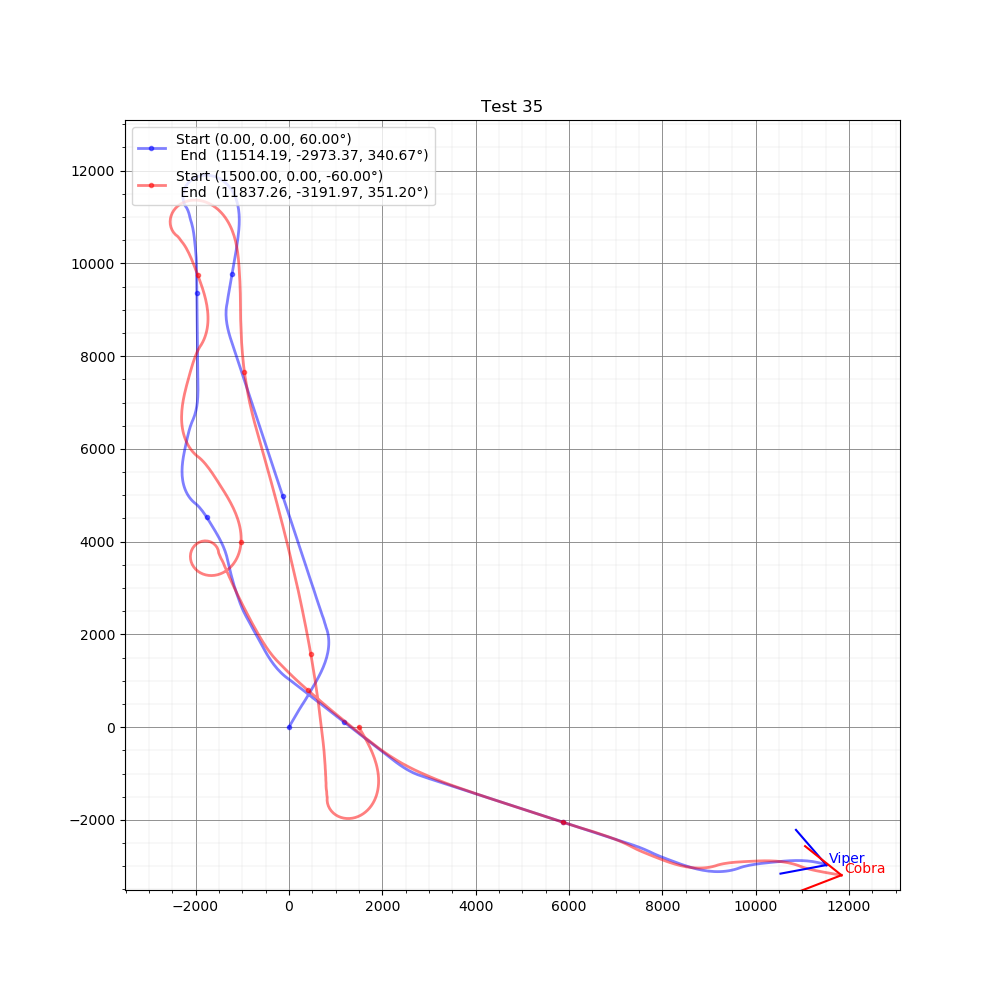 Test 35
Start (0.00, 0.00, 60.00°)
End (11514.19, -2973.37, 340.67°)
Start (1500.00, 0.00, -60.00°)
End (11837.26, -3191.97, 351.20°)
12000
10000
8000
6000
4000
2000
0
−2000
Viper
Cobra
−2000 0 2000 4000 6000 8000 10000 12000